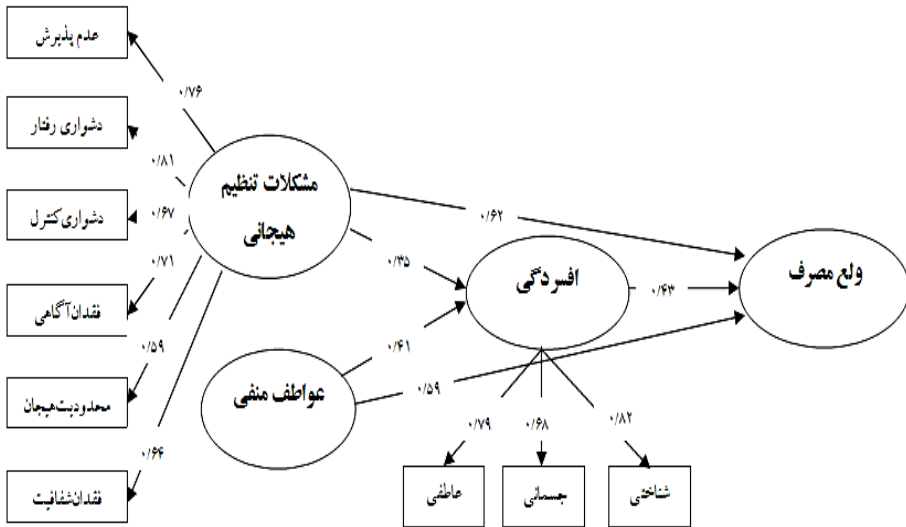 عدم پذیرش
۰/۷۶
دشواری رفتار
۰/۸۱
مشکلات تنظیم
هیجانی
دشواری کنترل
۰/۶۷
۰/۶۲
۰/۷۱
۰/۳۵
افسردگی
ولع مصرف
فقدان آگاهی
۰/۶۳
۰/۵۹
۰/۴۱
عواطف منفی
۰/۵۹
محدودیت هیجان
۰/۶۴
۰/۷۹
۰/۶۸
۰/۸۲
فقدان شفافیت
عاطفی
جسمانی
شناختی